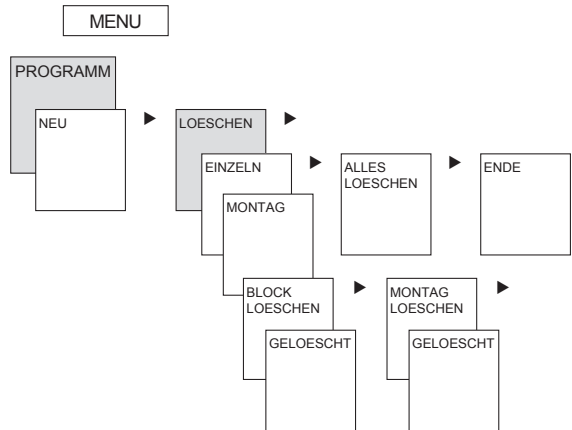 MENU
PROGRAMM
NEU
LOESCHEN
EINZELN
ALLES
LOESCHEN
ENDE
MONTAG
BLOCK
LOESCHEN
MONTAG
LOESCHEN
GELOESCHT
GELOESCHT